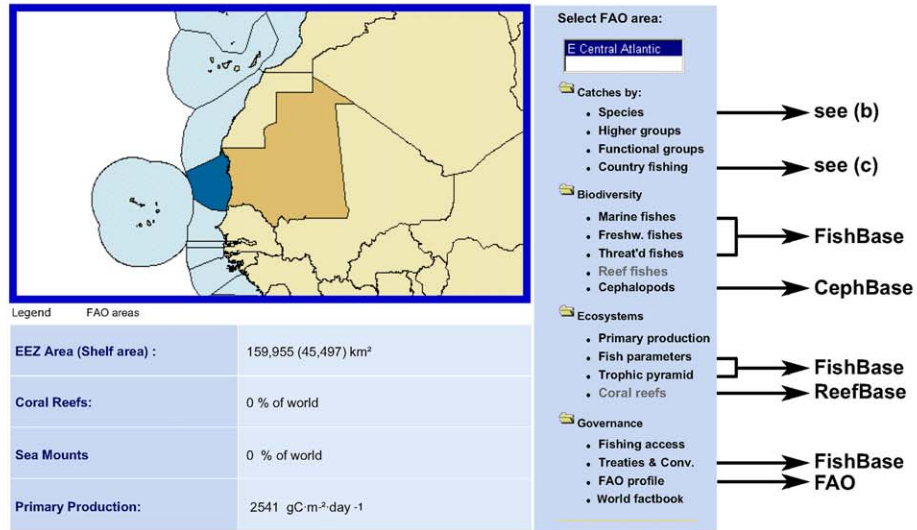 Select FAO area:
E Central Atlantic
Catches by:
• Species
see (b)
• Higher groups
• Functional groups
• Country fishing
see (c)
Biodiversity
• Marine fishes
• Freshw. fishes
FishBase
• Threat'd fishes
• Reef fishes
• Cephalopods
CephBase
Ecosystems
• Primary production
• Fish parameters
FishBase
• Trophic pyramid
• Coral reefs
ReefBase
Governance
• Fishing access
• Treaties & Conv.
FishBase
• FAO profile
FAO
• World factbook
Legend FAO areas
EEZ Area (Shelf area) : 159,955 (45,497) km²
Coral Reefs: 0 % of world
Sea Mounts 0 % of world
Primary Production: 2541 gC·m-²·day -1